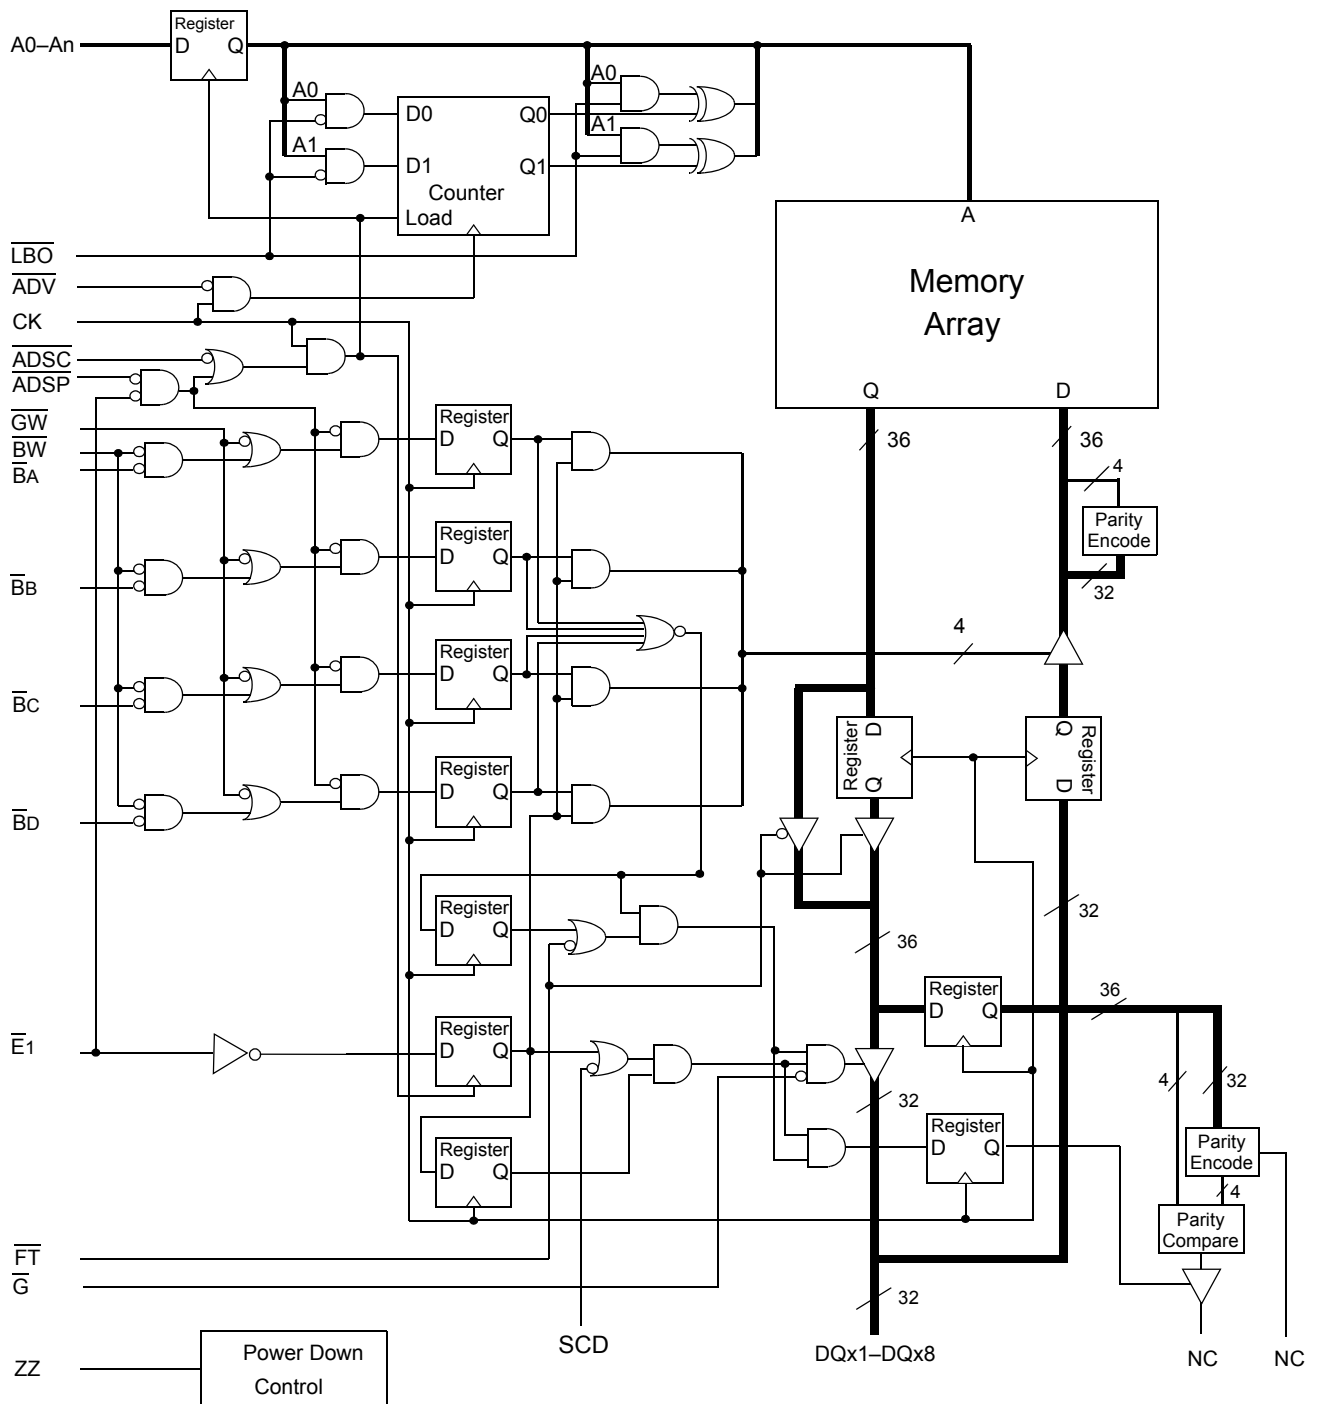 Register
A0–An
D Q
A0
A0
D0 Q0
A1
A1
D1 Q1
Counter
Load
A
LBO
ADV
Memory
Array
CK
ADSC
ADSP
Q D
GW
Register
BW
D Q
36
36
BA
4
Parity
Encode
Register
D Q
BB
32
4
Register
D Q
BC
Register
D
Q
Q
Register
D
Register
D Q
BD
32
Register
D Q
36
Register
D Q
36
Register
D Q
E1
4
32
32
Register
D Q
Parity
Encode
Register
D Q
4
Parity
Compare
FT
G
32
SCD
DQx1–DQx8
NC
NC
ZZ
Power Down
Control